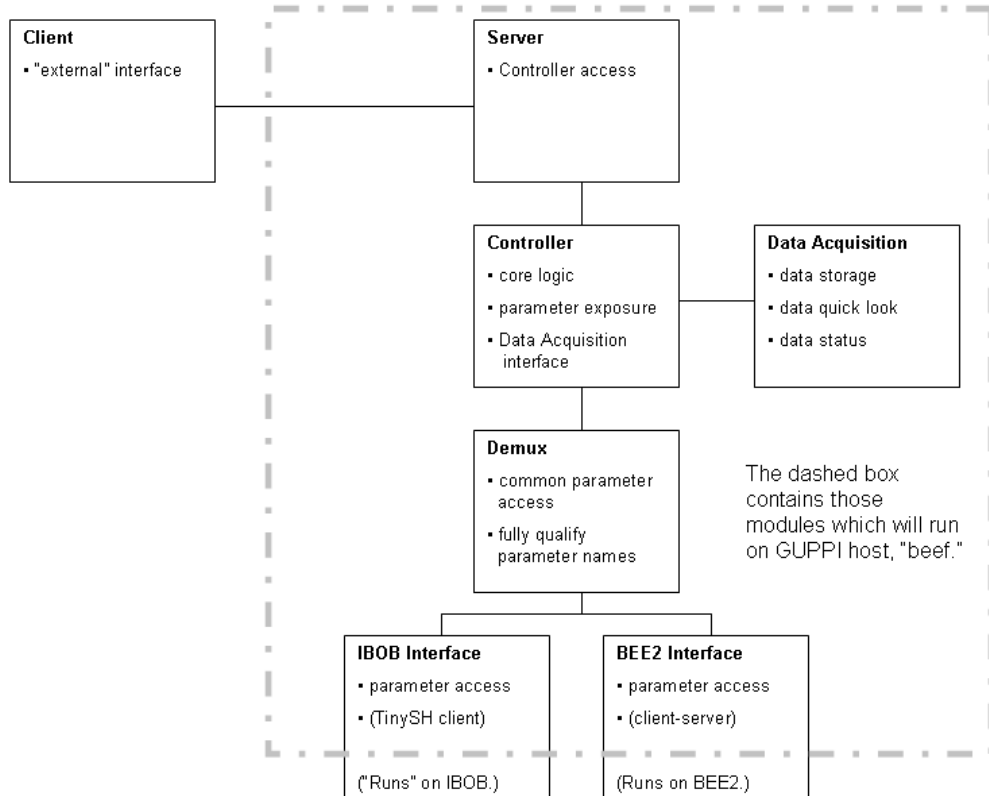 Client
▪ "external" interface
Server
▪ Controller access
Controller
▪ core logic
▪ parameter exposure
▪ Data Acquisition
interface
Data Acquisition
▪ data storage
▪ data quick look
▪ data status
Demux
▪ common parameter
access
▪ fully qualify
parameter names
The dashed box
contains those
modules which will run
on GUPPI host, "beef."
IBOB Interface
▪ parameter access
▪ (TinySH client)
("Runs" on IBOB.)
BEE2 Interface
▪ parameter access
▪ (client-server)
(Runs on BEE2.)